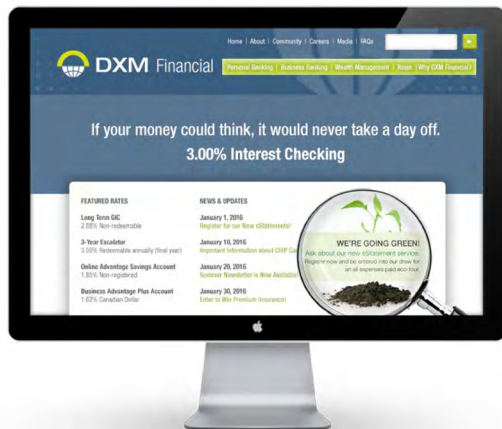 Home | About | Community | Careers | Media | FAQs
DXM Financial
Personal Banking | Business Banking | Wealth Management | Rates | Why DXM Financial?
If your money could think, it would never take a day off.
3.00% Interest Checking
FEATURED RATES
Long Term GIC
2.88% Non-redeemable
3-Year Escalator
3.00% Redeemable annually (final year)
Online Advantage Savings Account
1.85% Non-registered
Business Advantage Plus Account
1.62% Canadian Dollar
NEWS & UPDATES
January 1, 2016
Register for our New eStatements!
January 10, 2016
Important Information about CHIP Ca
January 26, 2016
Summer Newsletter is Now Available
January 30, 2016
Enter to Win Premium Insurance!
WE'RE GOING GREEN!
Ask about our new eStatement service.
Register now and be entered into our draw for
an all expenses paid eco tour.